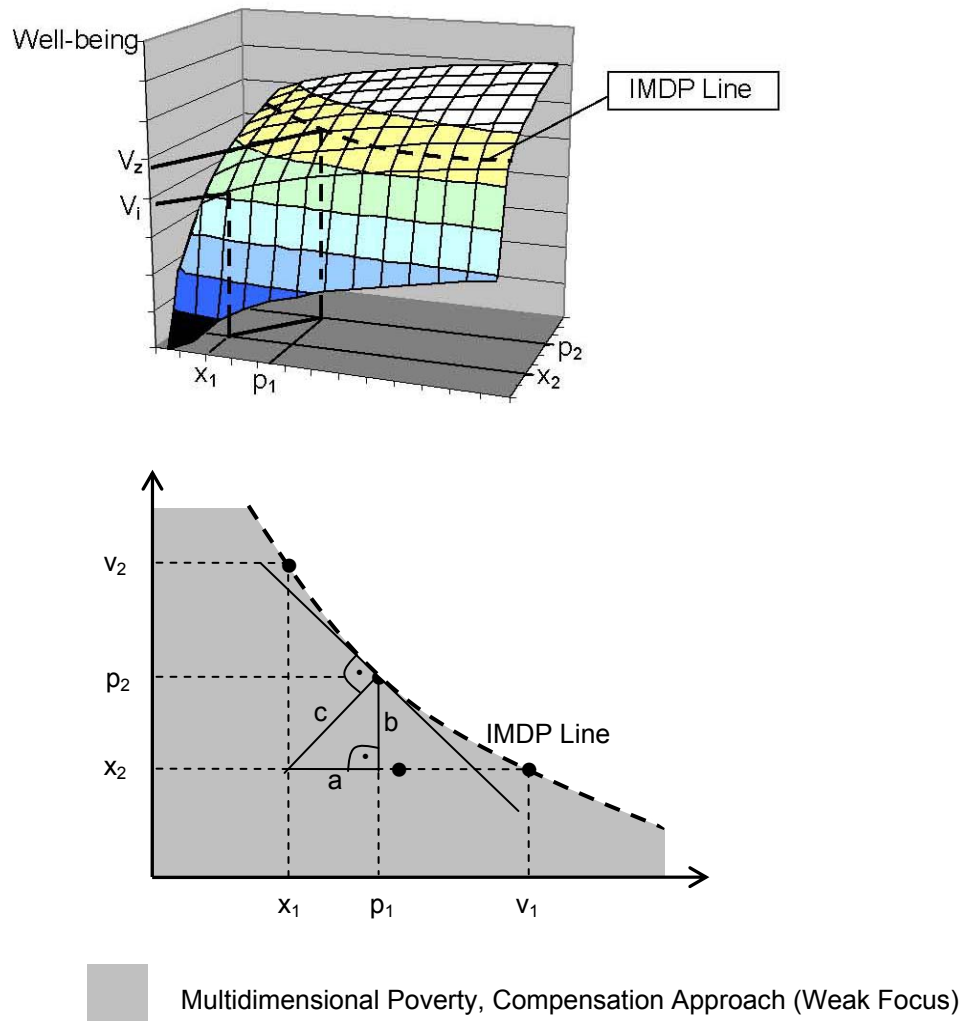 Well-being
IMDP Line
Vz
Vi
p2
x2
x1
p1
v2
p2
c
b
IMDP Line
x2
a
x1
p1
v1
Multidimensional Poverty, Compensation Approach (Weak Focus)